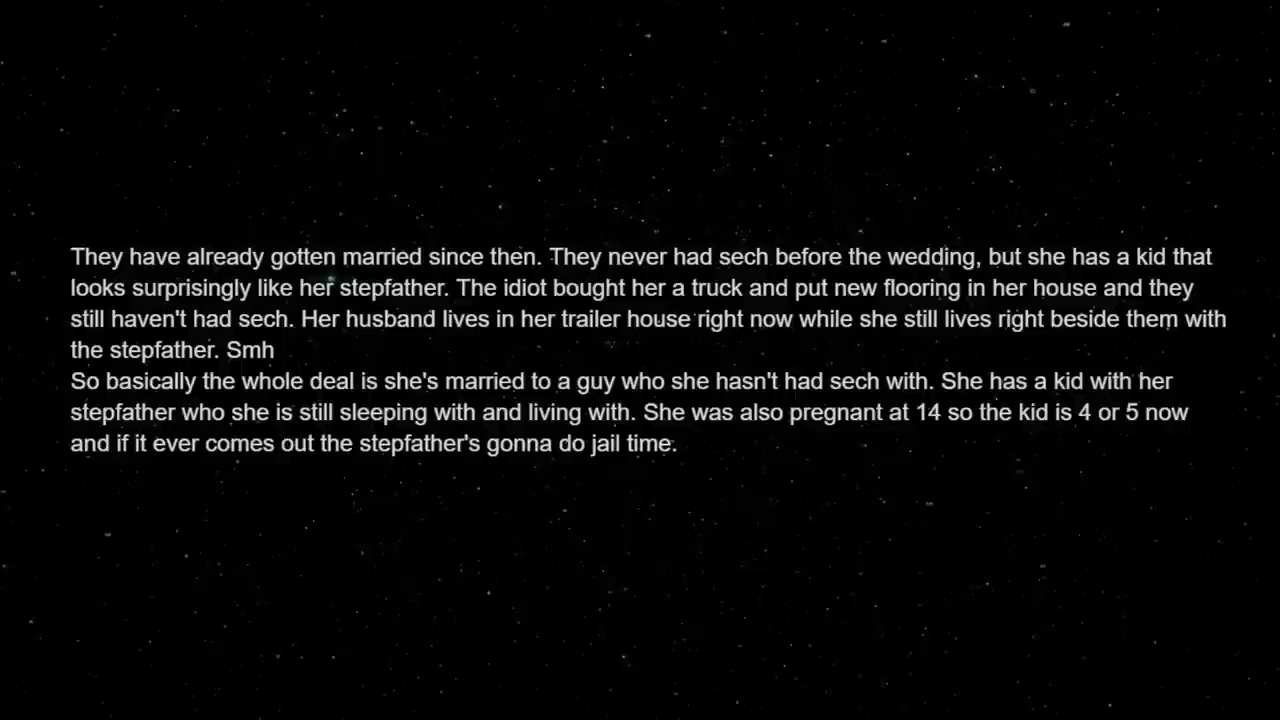 They have already gotten married since then. They never had sech before the wedding, but she has a kid that
looks surprisingly like her stepfather. The idiot bought her a truck and put new flooring in her house and they
still haven't had sech. Her husband lives in her trailer house right now while she still lives right beside them with
the stepfather. Smh
So basically the whole deal is she's married to a guy who she hasn't had sech with. She has a kid with her
stepfather who she is still sleeping with and living with. She was also pregnant at 14 so the kid is 4 or 5 now
and if it ever comes out the stepfather's gonna do jail time.